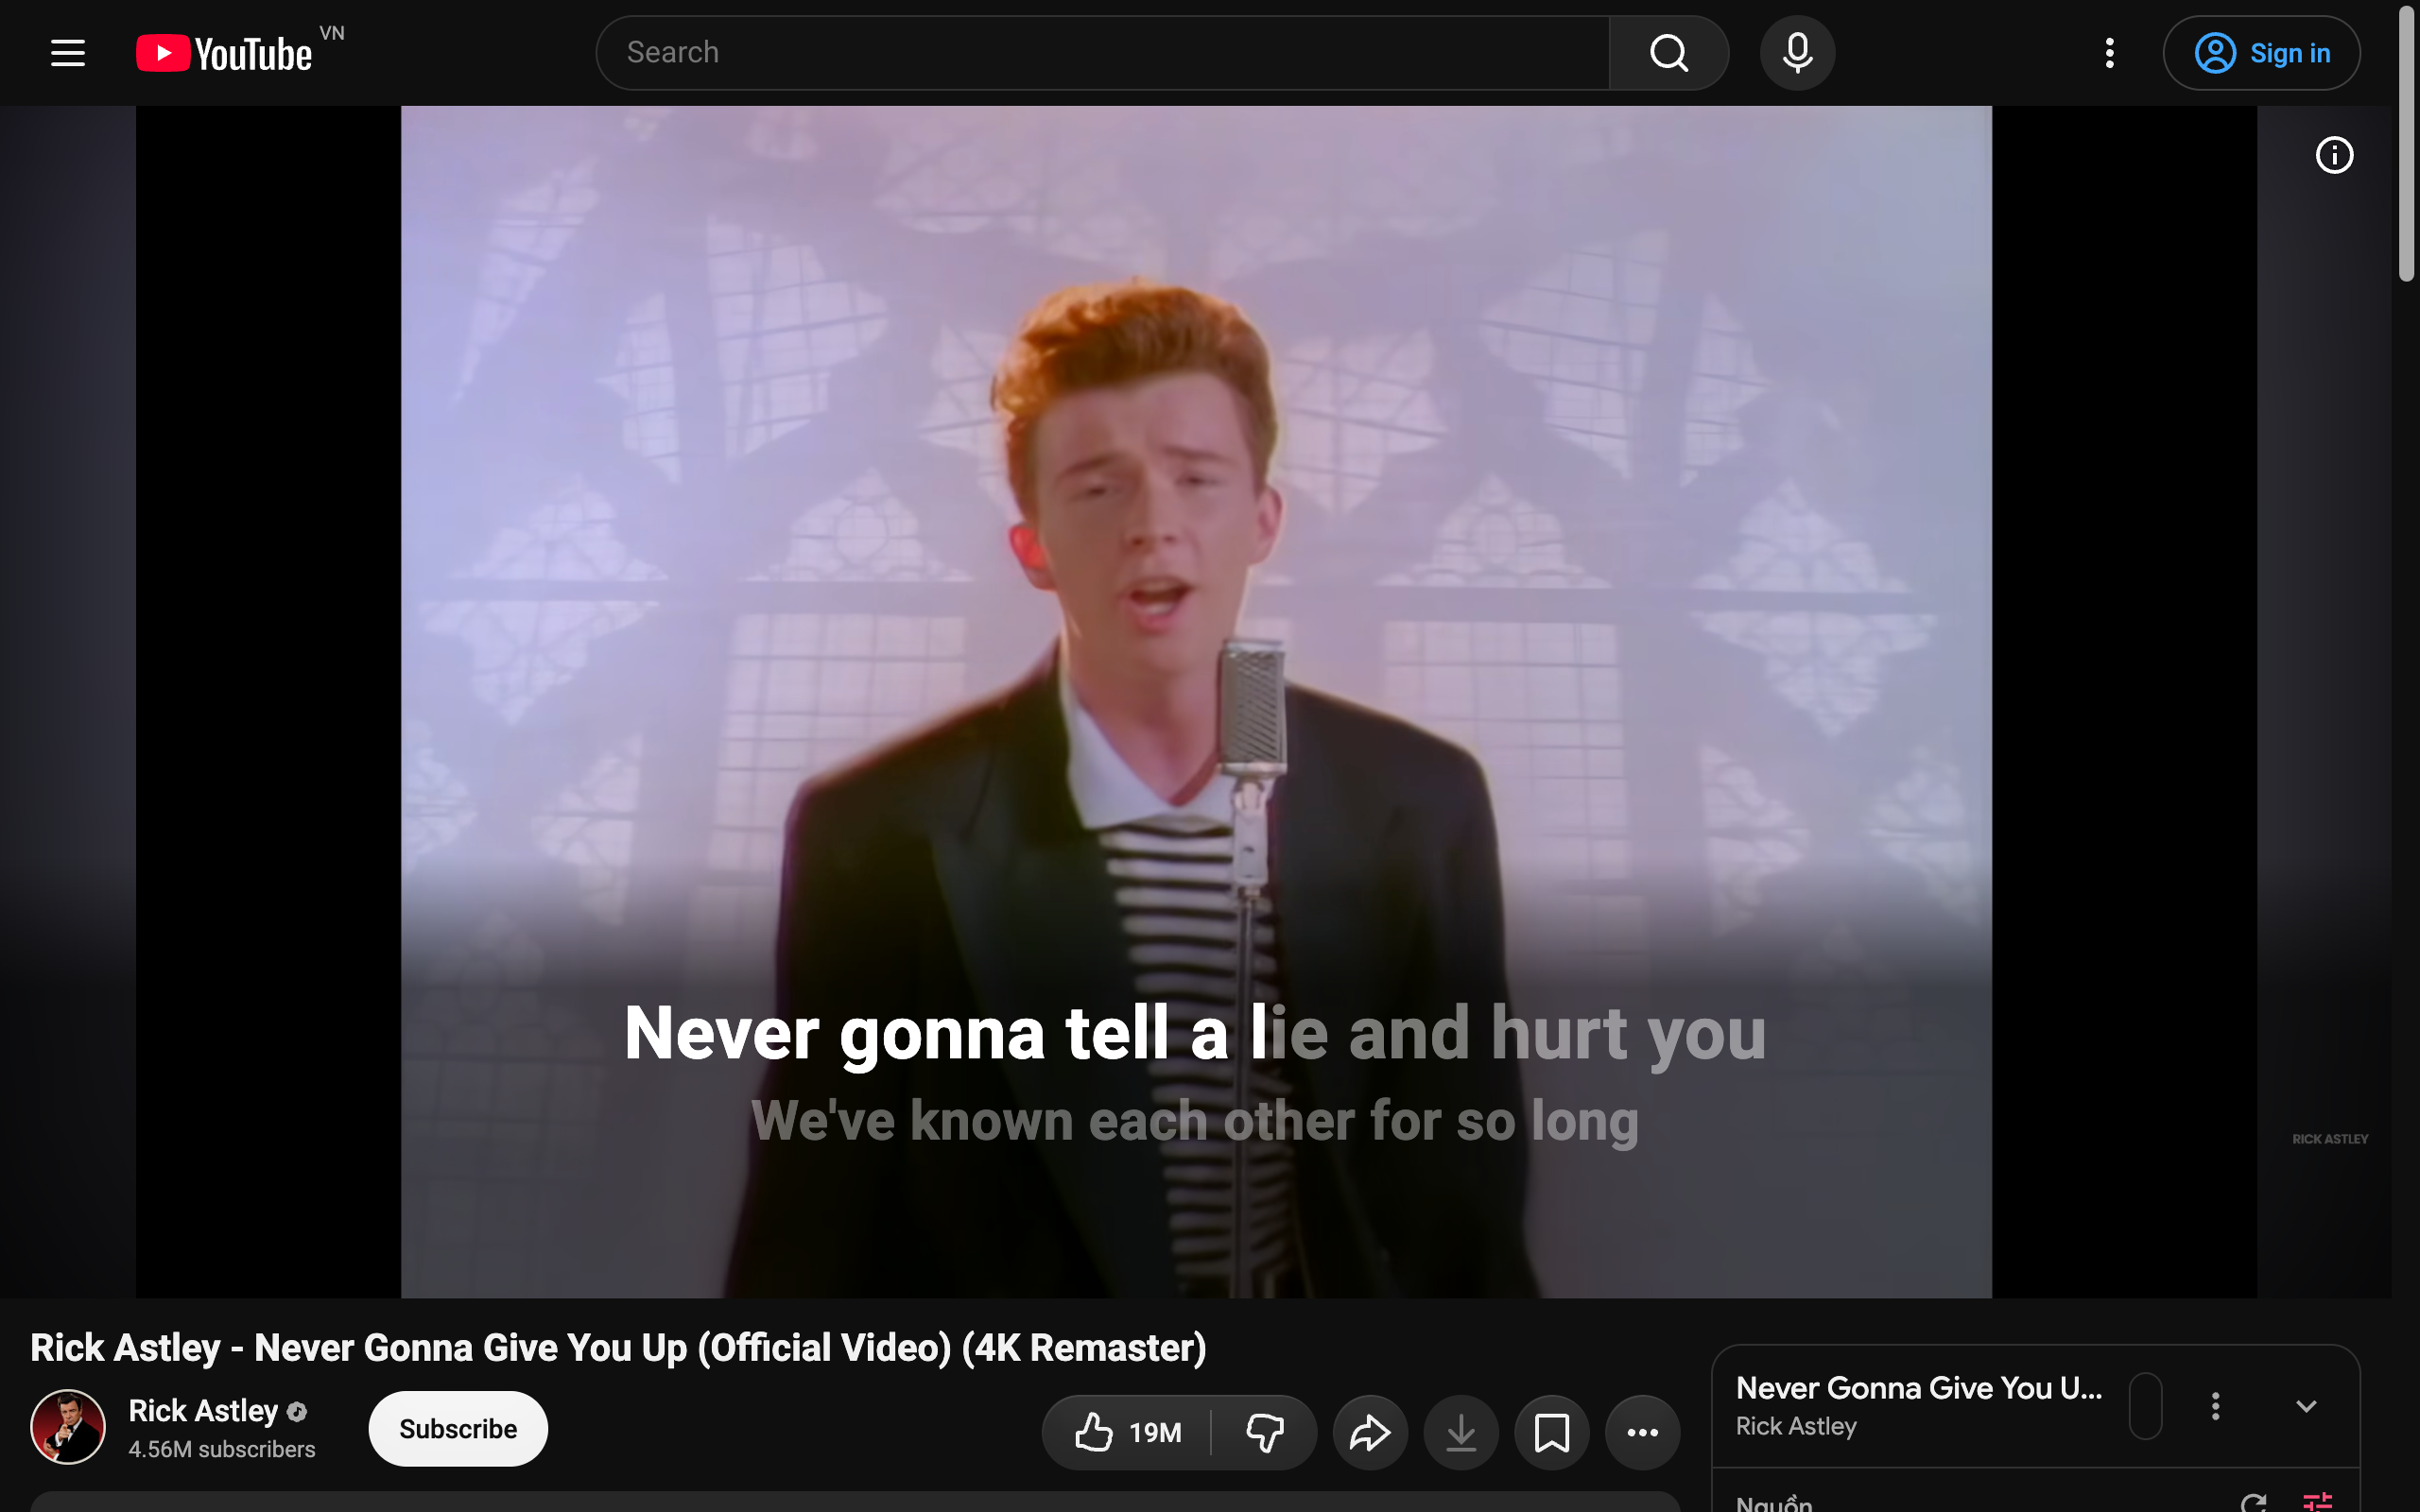 YouTube VN
Search
Sign in
Never gonna tell a lie and hurt you
We've known each other for so long
RICK ASTLEY
Rick Astley - Never Gonna Give You Up (Official Video) (4K Remaster)
Rick Astley
4.56M subscribers
Subscribe
19M
Never Gonna Give You U...
Rick Astley
Nguồn